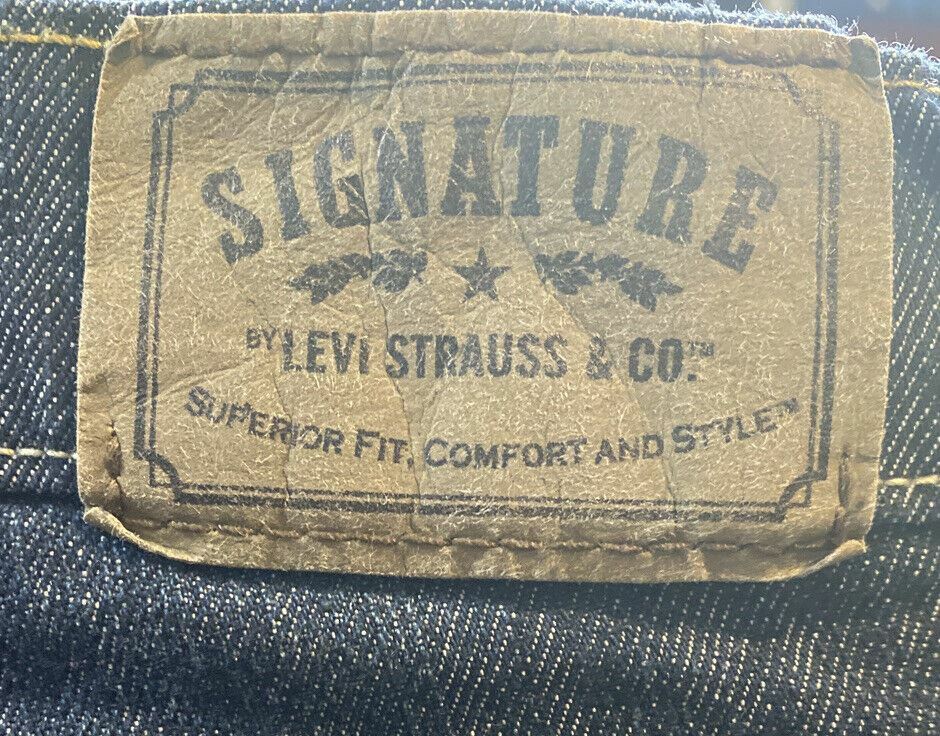 SIGNATURE
BY LEVI STRAUSS & CO.™
SUPERIOR FIT, COMFORT AND STYLE™